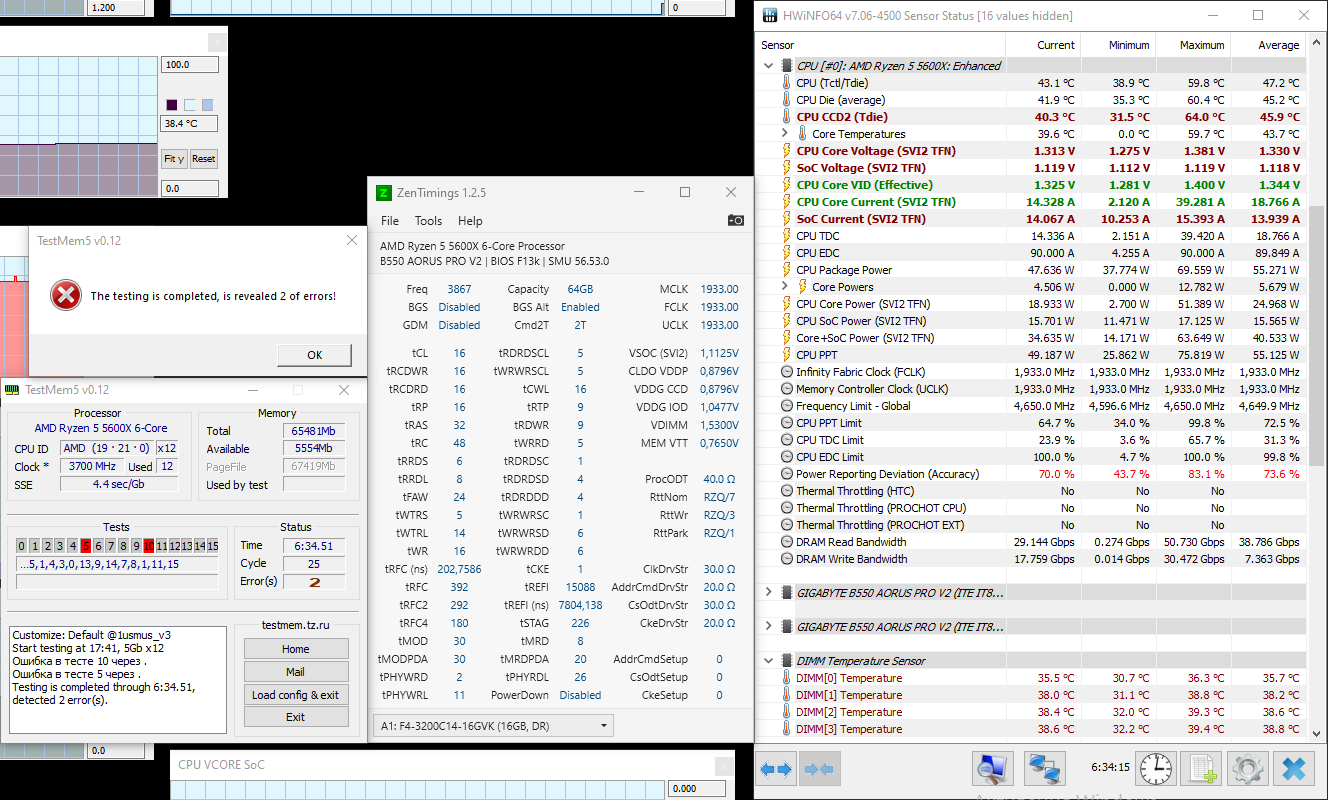 1.200
0
100.0
38.4 °C
Fit y Reset
0.0
TestMem5 v0.12
The testing is completed, is revealed 2 of errors!
OK
TestMem5 v0.12
Processor
AMD Ryzen 5 5600X 6-Core
CPU ID AMD (19 · 21 · 0) x12
Clock * 3700 MHz Used 12
SSE 4.4 sec/Gb
Memory
Total 65481Mb
Available 5554Mb
PageFile 67419Mb
Used by test
Tests
0 1 2 3 4 5 6 7 8 9 10 11 12 13 14 15
...5,1,4,3,0,13,9,14,7,8,1,11,15
Status
Time 6:34.51
Cycle 25
Error(s) 2
Customize: Default @1usmus_v3
Start testing at 17:41, 5Gb x12
Ошибка в тесте 10 через .
Ошибка в тесте 5 через .
Testing is completed through 6:34.51,
detected 2 error(s).
testmem.tz.ru
Home
Mail
Load config & exit
Exit
0.0
CPU VCORE SoC
0.000
ZenTimings 1.2.5
File Tools Help
AMD Ryzen 5 5600X 6-Core Processor
B550 AORUS PRO V2 | BIOS F13k | SMU 56.53.0
Freq 3867 Capacity 64GB MCLK 1933.00
BGS Disabled BGS Alt Enabled FCLK 1933.00
GDM Disabled Cmd2T 2T UCLK 1933.00
tCL 16 tRDRDSCL 5 VSOC (SVI2) 1,1125V
tRCDWR 16 tWRWRSCL 5 CLDO VDDP 0,8796V
tRCDRD 16 tCWL 16 VDDG CCD 0,8796V
tRP 16 tRTP 9 VDDG IOD 1,0477V
tRAS 32 tRDWR 9 VDIMM 1,5300V
tRC 48 tWRRD 5 MEM VTT 0,7650V
tRRDS 6 tRDRDSC 1
tRRDL 8 tRDRDSD 4 ProcODT 40.0 Ω
tFAW 24 tRDRDDD 4 RttNom RZQ/7
tWTRS 5 tWRWRSC 1 RttWr RZQ/3
tWTRL 14 tWRWRSD 6 RttPark RZQ/1
tWR 16 tWRWRDD 6
tRFC (ns) 202,7586 tCKE 1 ClkDrvStr 30.0 Ω
tRFC 392 tREFI 15088 AddrCmdDrvStr 20.0 Ω
tRFC2 292 tREFI (ns) 7804,138 CsOdtDrvStr 30.0 Ω
tRFC4 180 tSTAG 226 CkeDrvStr 20.0 Ω
tMOD 30 tMRD 8
tMODPDA 30 tMRDPDA 20 AddrCmdSetup 0
tPHYWRD 2 tPHYRDL 26 CsOdtSetup 0
tPHYWRL 11 PowerDown Disabled CkeSetup 0
A1: F4-3200C14-16GVK (16GB, DR)
HWiNFO64 v7.06-4500 Sensor Status [16 values hidden]
Sensor Current Minimum Maximum Average
CPU [#0]: AMD Ryzen 5 5600X: Enhanced
CPU (Tctl/Tdie) 43.1 °C 38.9 °C 59.8 °C 47.2 °C
CPU Die (average) 41.9 °C 35.3 °C 60.4 °C 45.2 °C
CPU CCD2 (Tdie) 40.3 °C 31.5 °C 64.0 °C 45.9 °C
Core Temperatures 39.6 °C 0.0 °C 59.7 °C 43.7 °C
CPU Core Voltage (SVI2 TFN) 1.313 V 1.275 V 1.381 V 1.330 V
SoC Voltage (SVI2 TFN) 1.119 V 1.112 V 1.119 V 1.118 V
CPU Core VID (Effective) 1.325 V 1.281 V 1.400 V 1.344 V
CPU Core Current (SVI2 TFN) 14.328 A 2.120 A 39.281 A 18.766 A
SoC Current (SVI2 TFN) 14.067 A 10.253 A 15.393 A 13.939 A
CPU TDC 14.336 A 2.151 A 39.420 A 18.766 A
CPU EDC 90.000 A 4.255 A 90.000 A 89.849 A
CPU Package Power 47.636 W 37.774 W 69.559 W 55.271 W
Core Powers 4.506 W 0.000 W 12.782 W 5.679 W
CPU Core Power (SVI2 TFN) 18.933 W 2.700 W 51.389 W 24.968 W
CPU SoC Power (SVI2 TFN) 15.701 W 11.471 W 17.125 W 15.565 W
Core+SoC Power (SVI2 TFN) 34.635 W 14.171 W 63.649 W 40.533 W
CPU PPT 49.187 W 25.862 W 75.819 W 55.125 W
Infinity Fabric Clock (FCLK) 1,933.0 MHz 1,933.0 MHz 1,933.0 MHz 1,933.0 MHz
Memory Controller Clock (UCLK) 1,933.0 MHz 1,933.0 MHz 1,933.0 MHz 1,933.0 MHz
Frequency Limit - Global 4,650.0 MHz 4,596.6 MHz 4,650.0 MHz 4,649.9 MHz
CPU PPT Limit 64.7 % 34.0 % 99.8 % 72.5 %
CPU TDC Limit 23.9 % 3.6 % 65.7 % 31.3 %
CPU EDC Limit 100.0 % 4.7 % 100.0 % 99.8 %
Power Reporting Deviation (Accuracy) 70.0 % 43.7 % 83.1 % 73.6 %
Thermal Throttling (HTC) No No No
Thermal Throttling (PROCHOT CPU) No No No
Thermal Throttling (PROCHOT EXT) No No No
DRAM Read Bandwidth 29.144 Gbps 0.274 Gbps 50.730 Gbps 38.786 Gbps
DRAM Write Bandwidth 17.759 Gbps 0.014 Gbps 30.472 Gbps 7.363 Gbps
GIGABYTE B550 AORUS PRO V2 (ITE IT8...
GIGABYTE B550 AORUS PRO V2 (ITE IT8...
DIMM Temperature Sensor
DIMM[0] Temperature 35.5 °C 30.7 °C 36.3 °C 35.7 °C
DIMM[1] Temperature 38.0 °C 31.1 °C 38.8 °C 38.2 °C
DIMM[2] Temperature 38.4 °C 32.0 °C 39.3 °C 38.6 °C
DIMM[3] Temperature 38.6 °C 32.2 °C 39.4 °C 38.8 °C
6:34:15